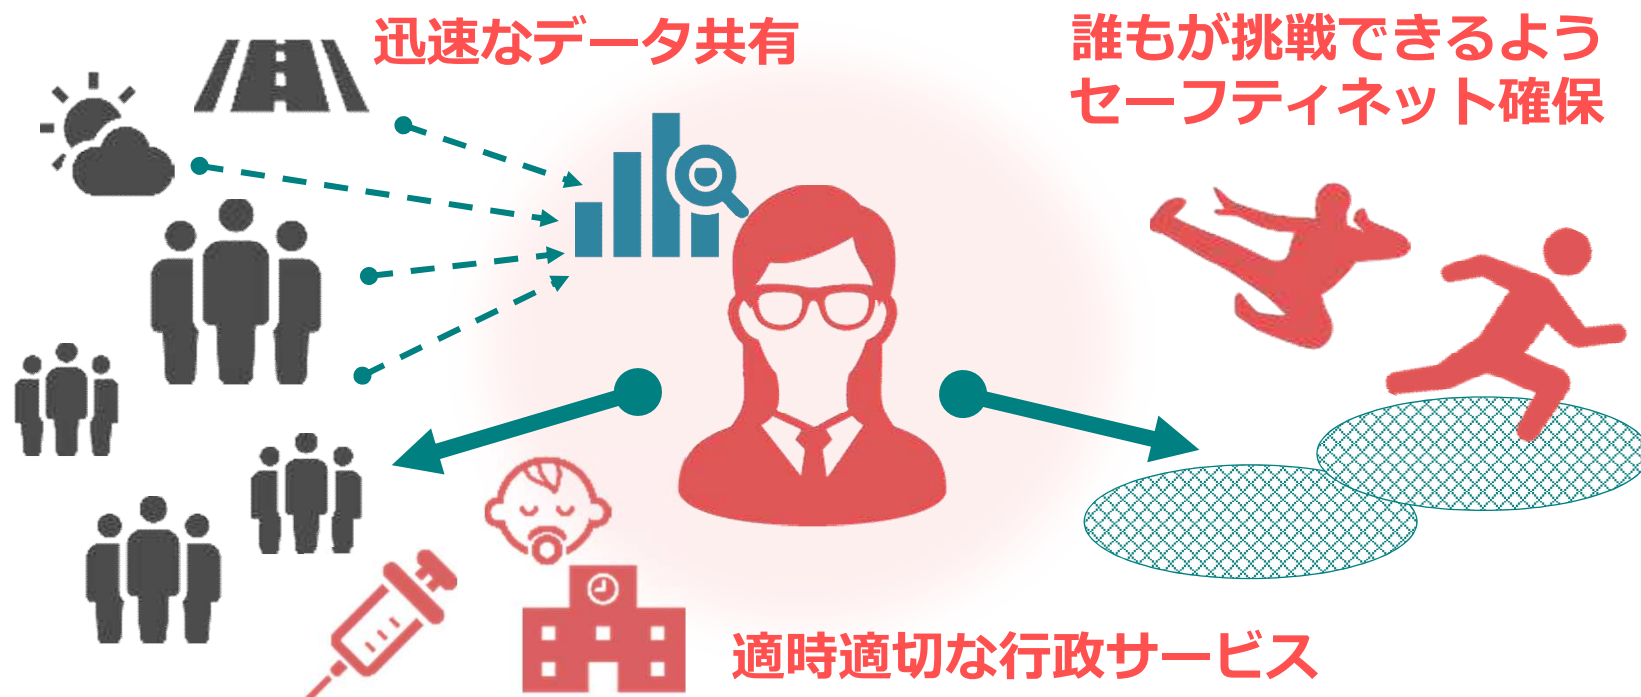 迅速なデータ共有
誰もが挑戦できるよう
セーフティネット確保
適時適切な行政サービス